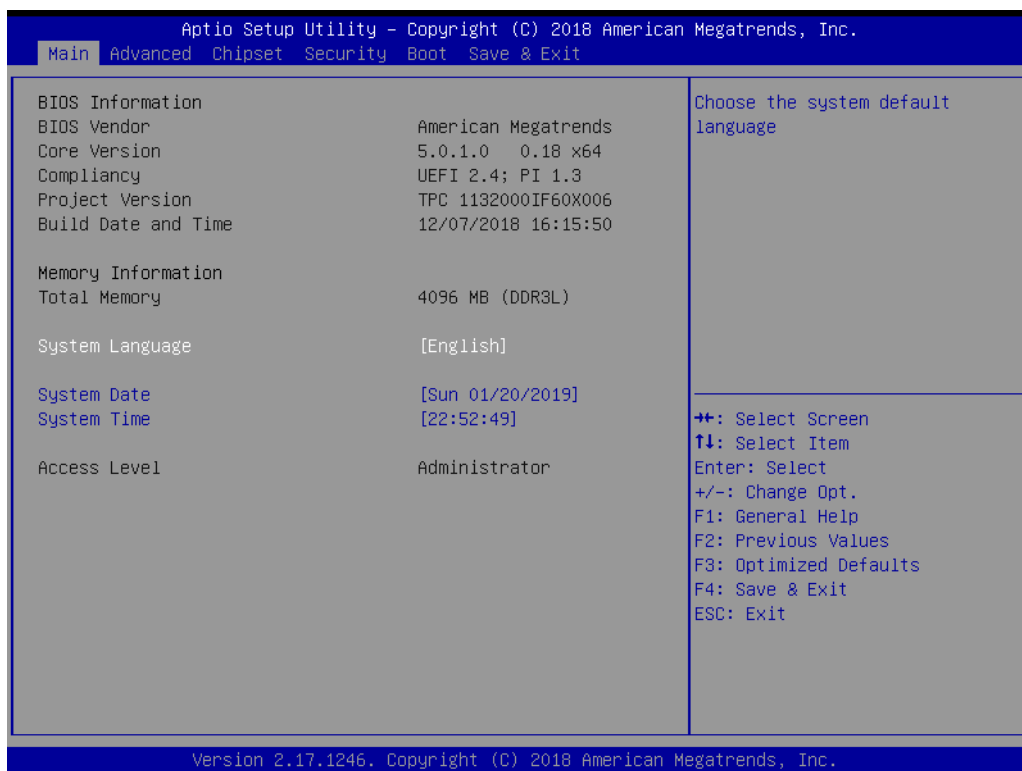 Aptio Setup Utility – Copyright (C) 2018 American Megatrends, Inc.
Main Advanced Chipset Security Boot Save & Exit
BIOS Information
BIOS Vendor American Megatrends
Core Version 5.0.1.0 0.18 x64
Compliancy UEFI 2.4; PI 1.3
Project Version TPC 1132000IF60X006
Build Date and Time 12/07/2018 16:15:50
Memory Information
Total Memory 4096 MB (DDR3L)
System Language [English]
System Date [Sun 01/20/2019]
System Time [22:52:49]
Access Level Administrator
Choose the system default
language
→←: Select Screen
↑↓: Select Item
Enter: Select
+/-: Change Opt.
F1: General Help
F2: Previous Values
F3: Optimized Defaults
F4: Save & Exit
ESC: Exit
Version 2.17.1246. Copyright (C) 2018 American Megatrends, Inc.